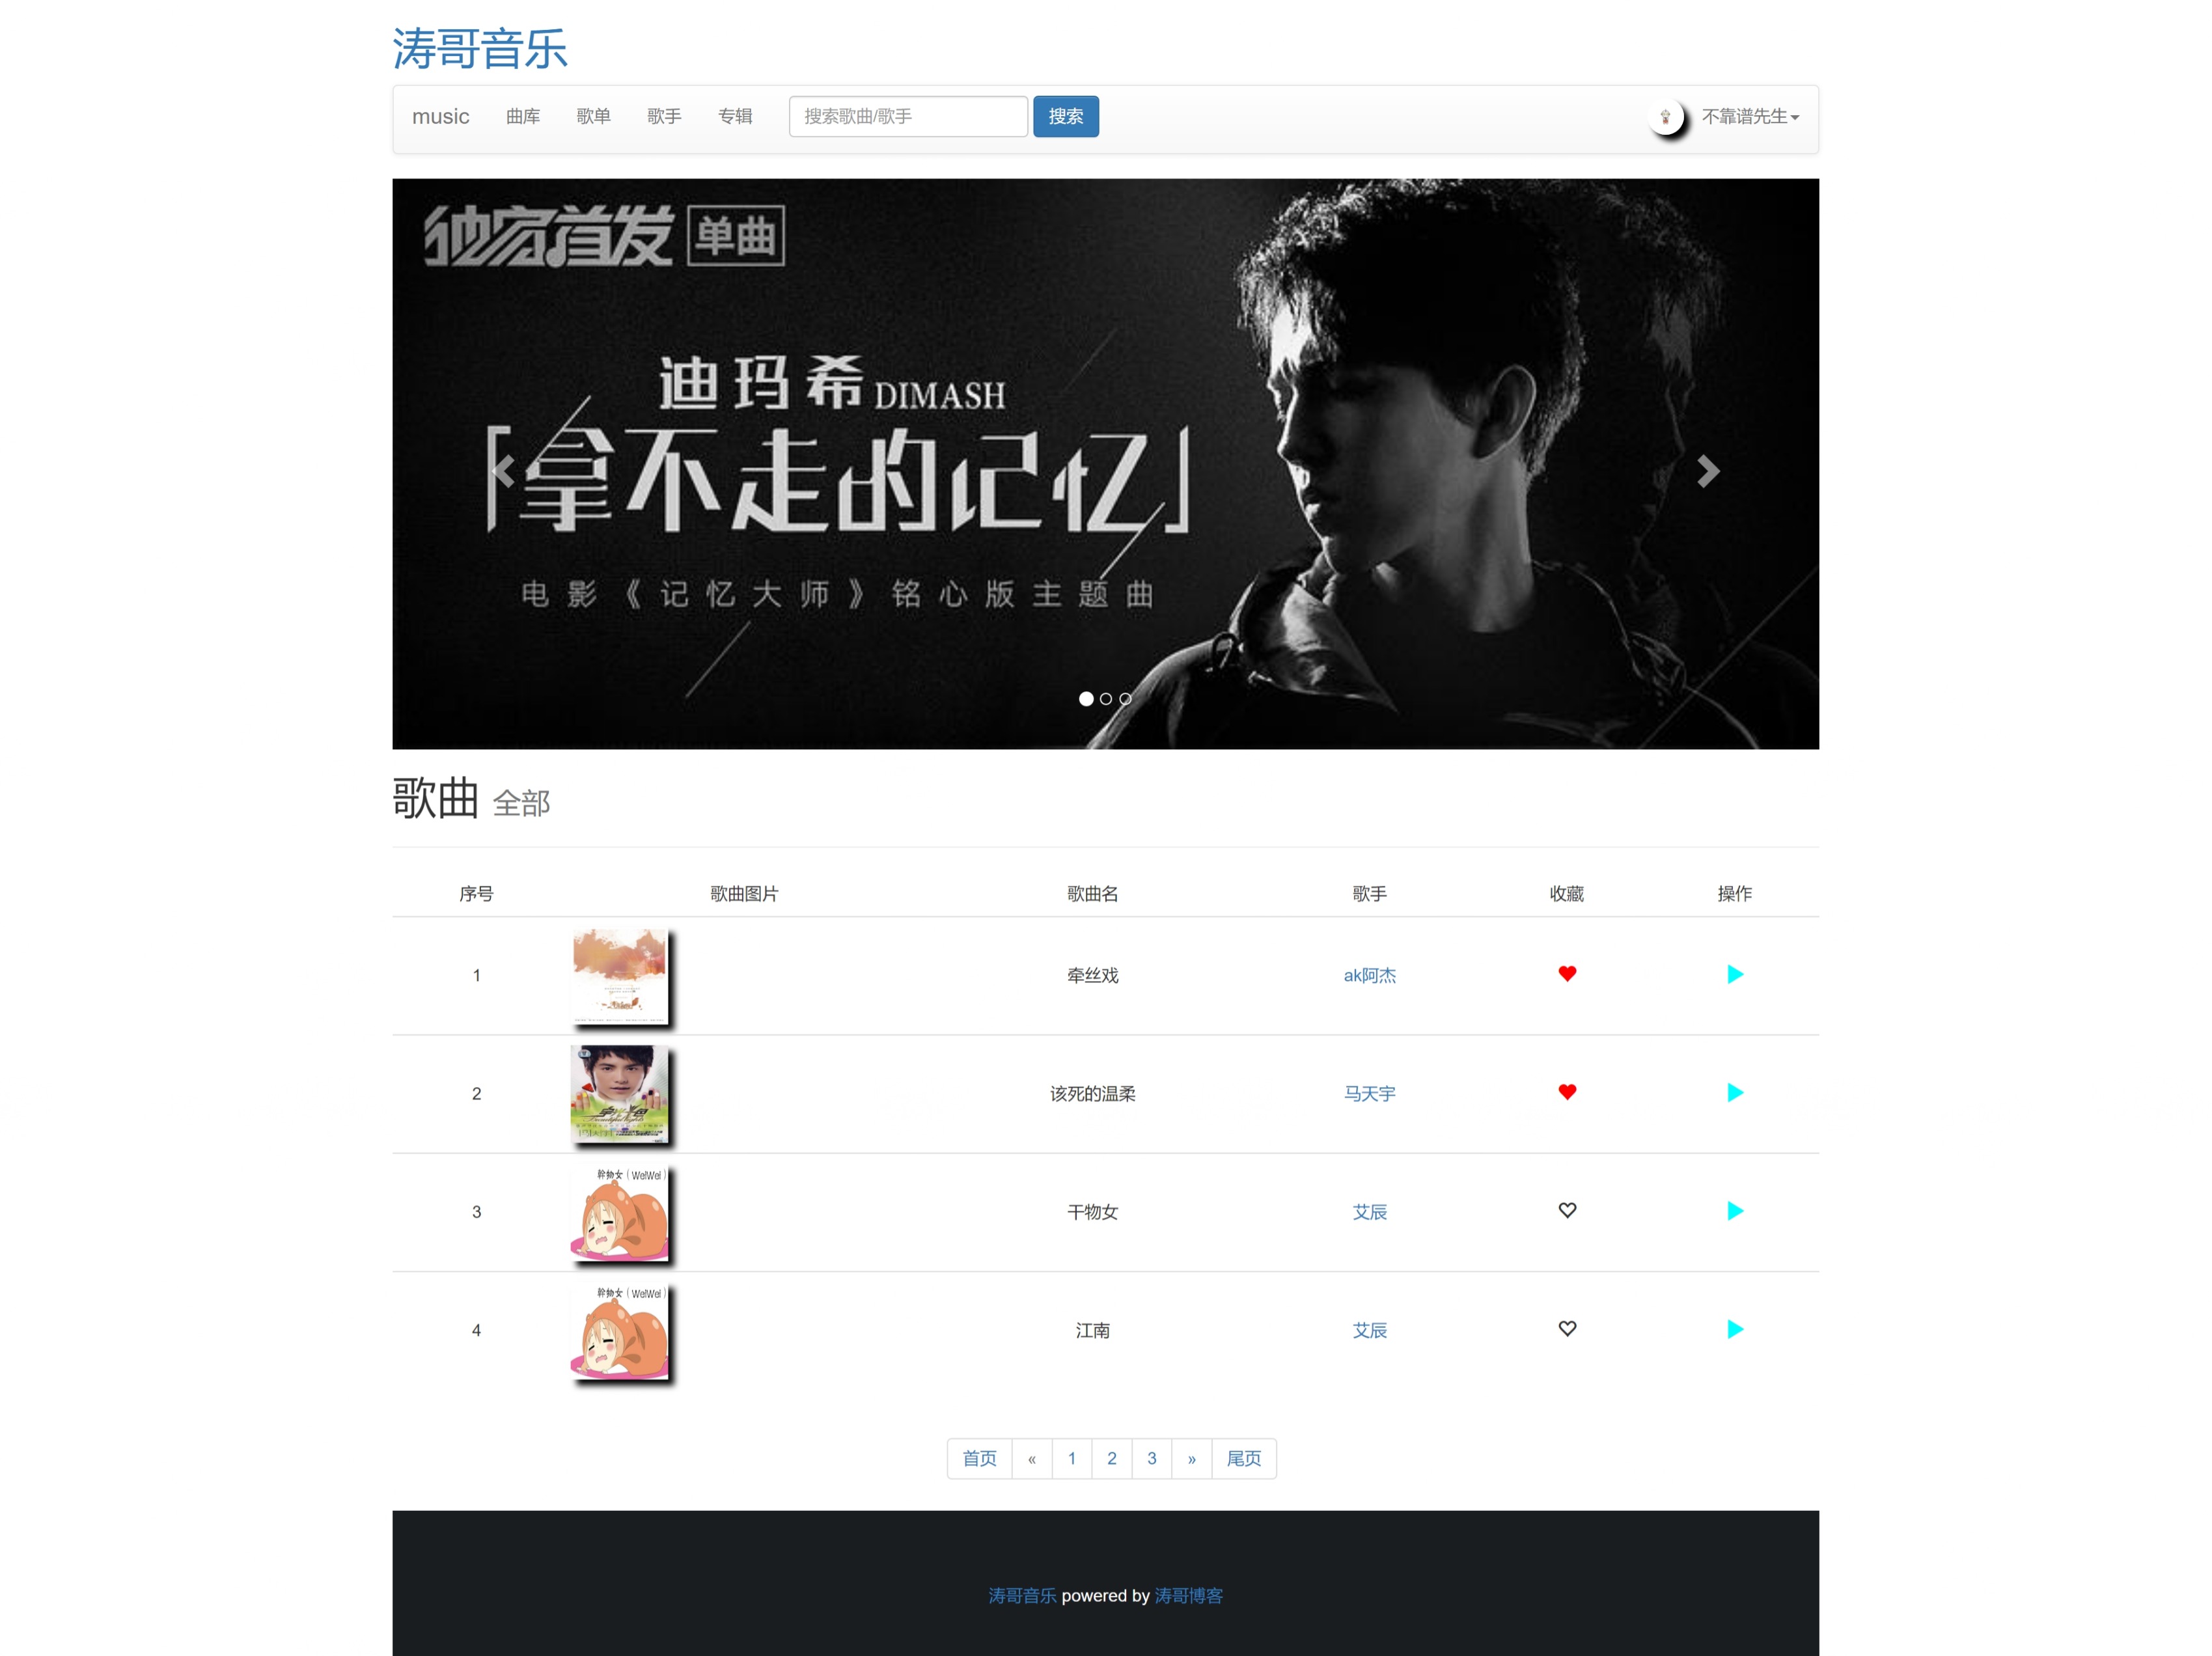 涛哥音乐
music 曲库 歌单 歌手 专辑 搜索歌曲/歌手 搜索 不靠谱先生
独家首发 单曲
迪玛希 DIMASH
「拿不走的记忆」
电影《记忆大师》铭心版主题曲
歌曲 全部
序号 歌曲图片 歌曲名 歌手 收藏 操作
1 牵丝戏 ak阿杰
2 该死的温柔 马天宇
幹物女(WeiWei)
3 干物女 艾辰
幹物女(WeiWei)
4 江南 艾辰
首页 « 1 2 3 » 尾页
涛哥音乐 powered by 涛哥博客